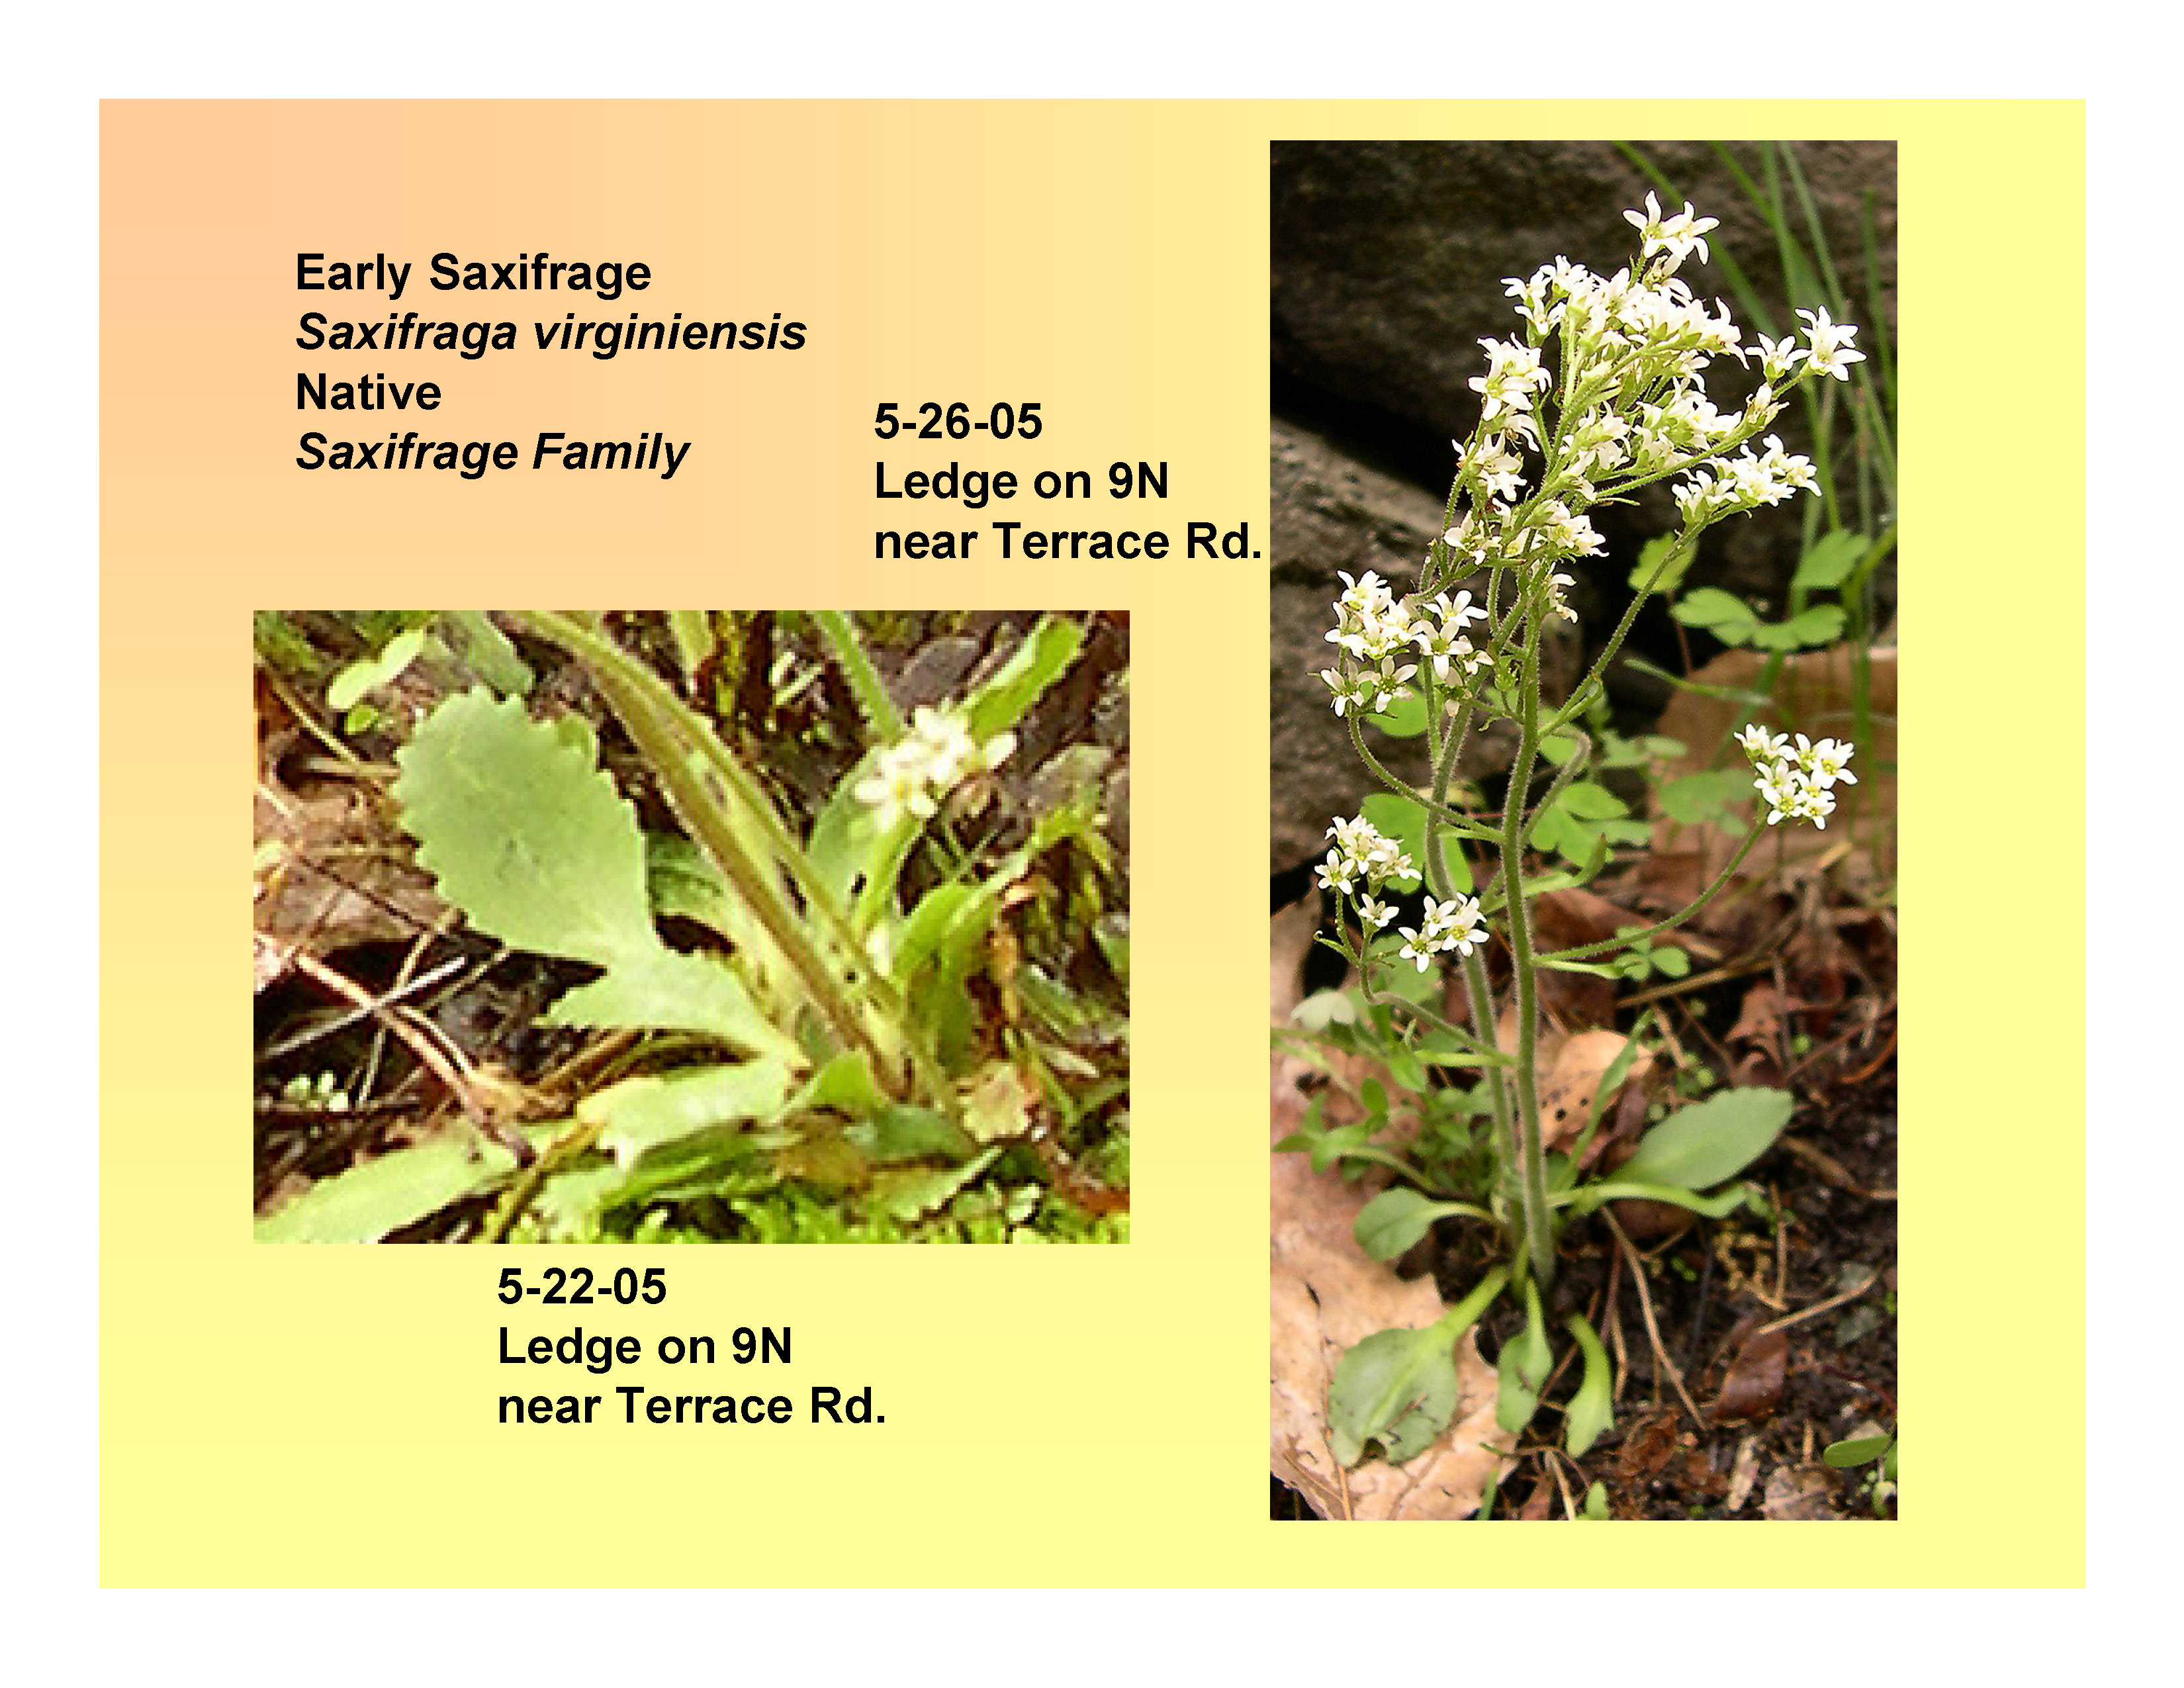 Early Saxifrage
Saxifraga virginiensis
Native
Saxifrage Family
5-26-05
Ledge on 9N
near Terrace Rd.
5-22-05
Ledge on 9N
near Terrace Rd.